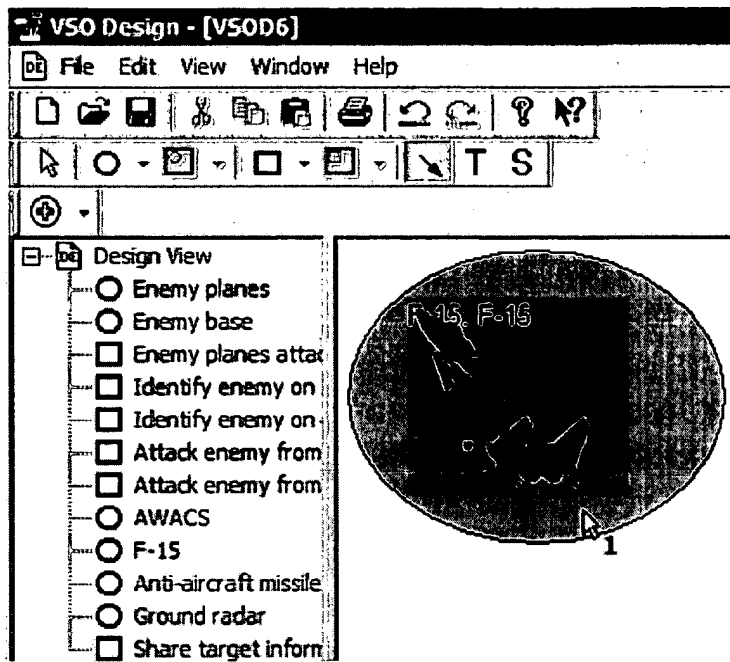 VSO Design - [VSOD6]
DE File Edit View Window Help
T S
DE Design View
Enemy planes
Enemy base
Enemy planes attac
Identify enemy on
Identify enemy on
Attack enemy from
Attack enemy from
AWACS
F-15
Anti-aircraft missile
Ground radar
Share target inform
F-15, F-15
1